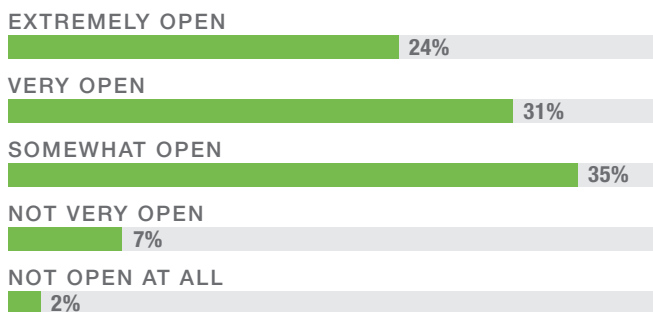 EXTREMELY OPEN
24%
VERY OPEN
31%
SOMEWHAT OPEN
35%
NOT VERY OPEN
7%
NOT OPEN AT ALL
2%